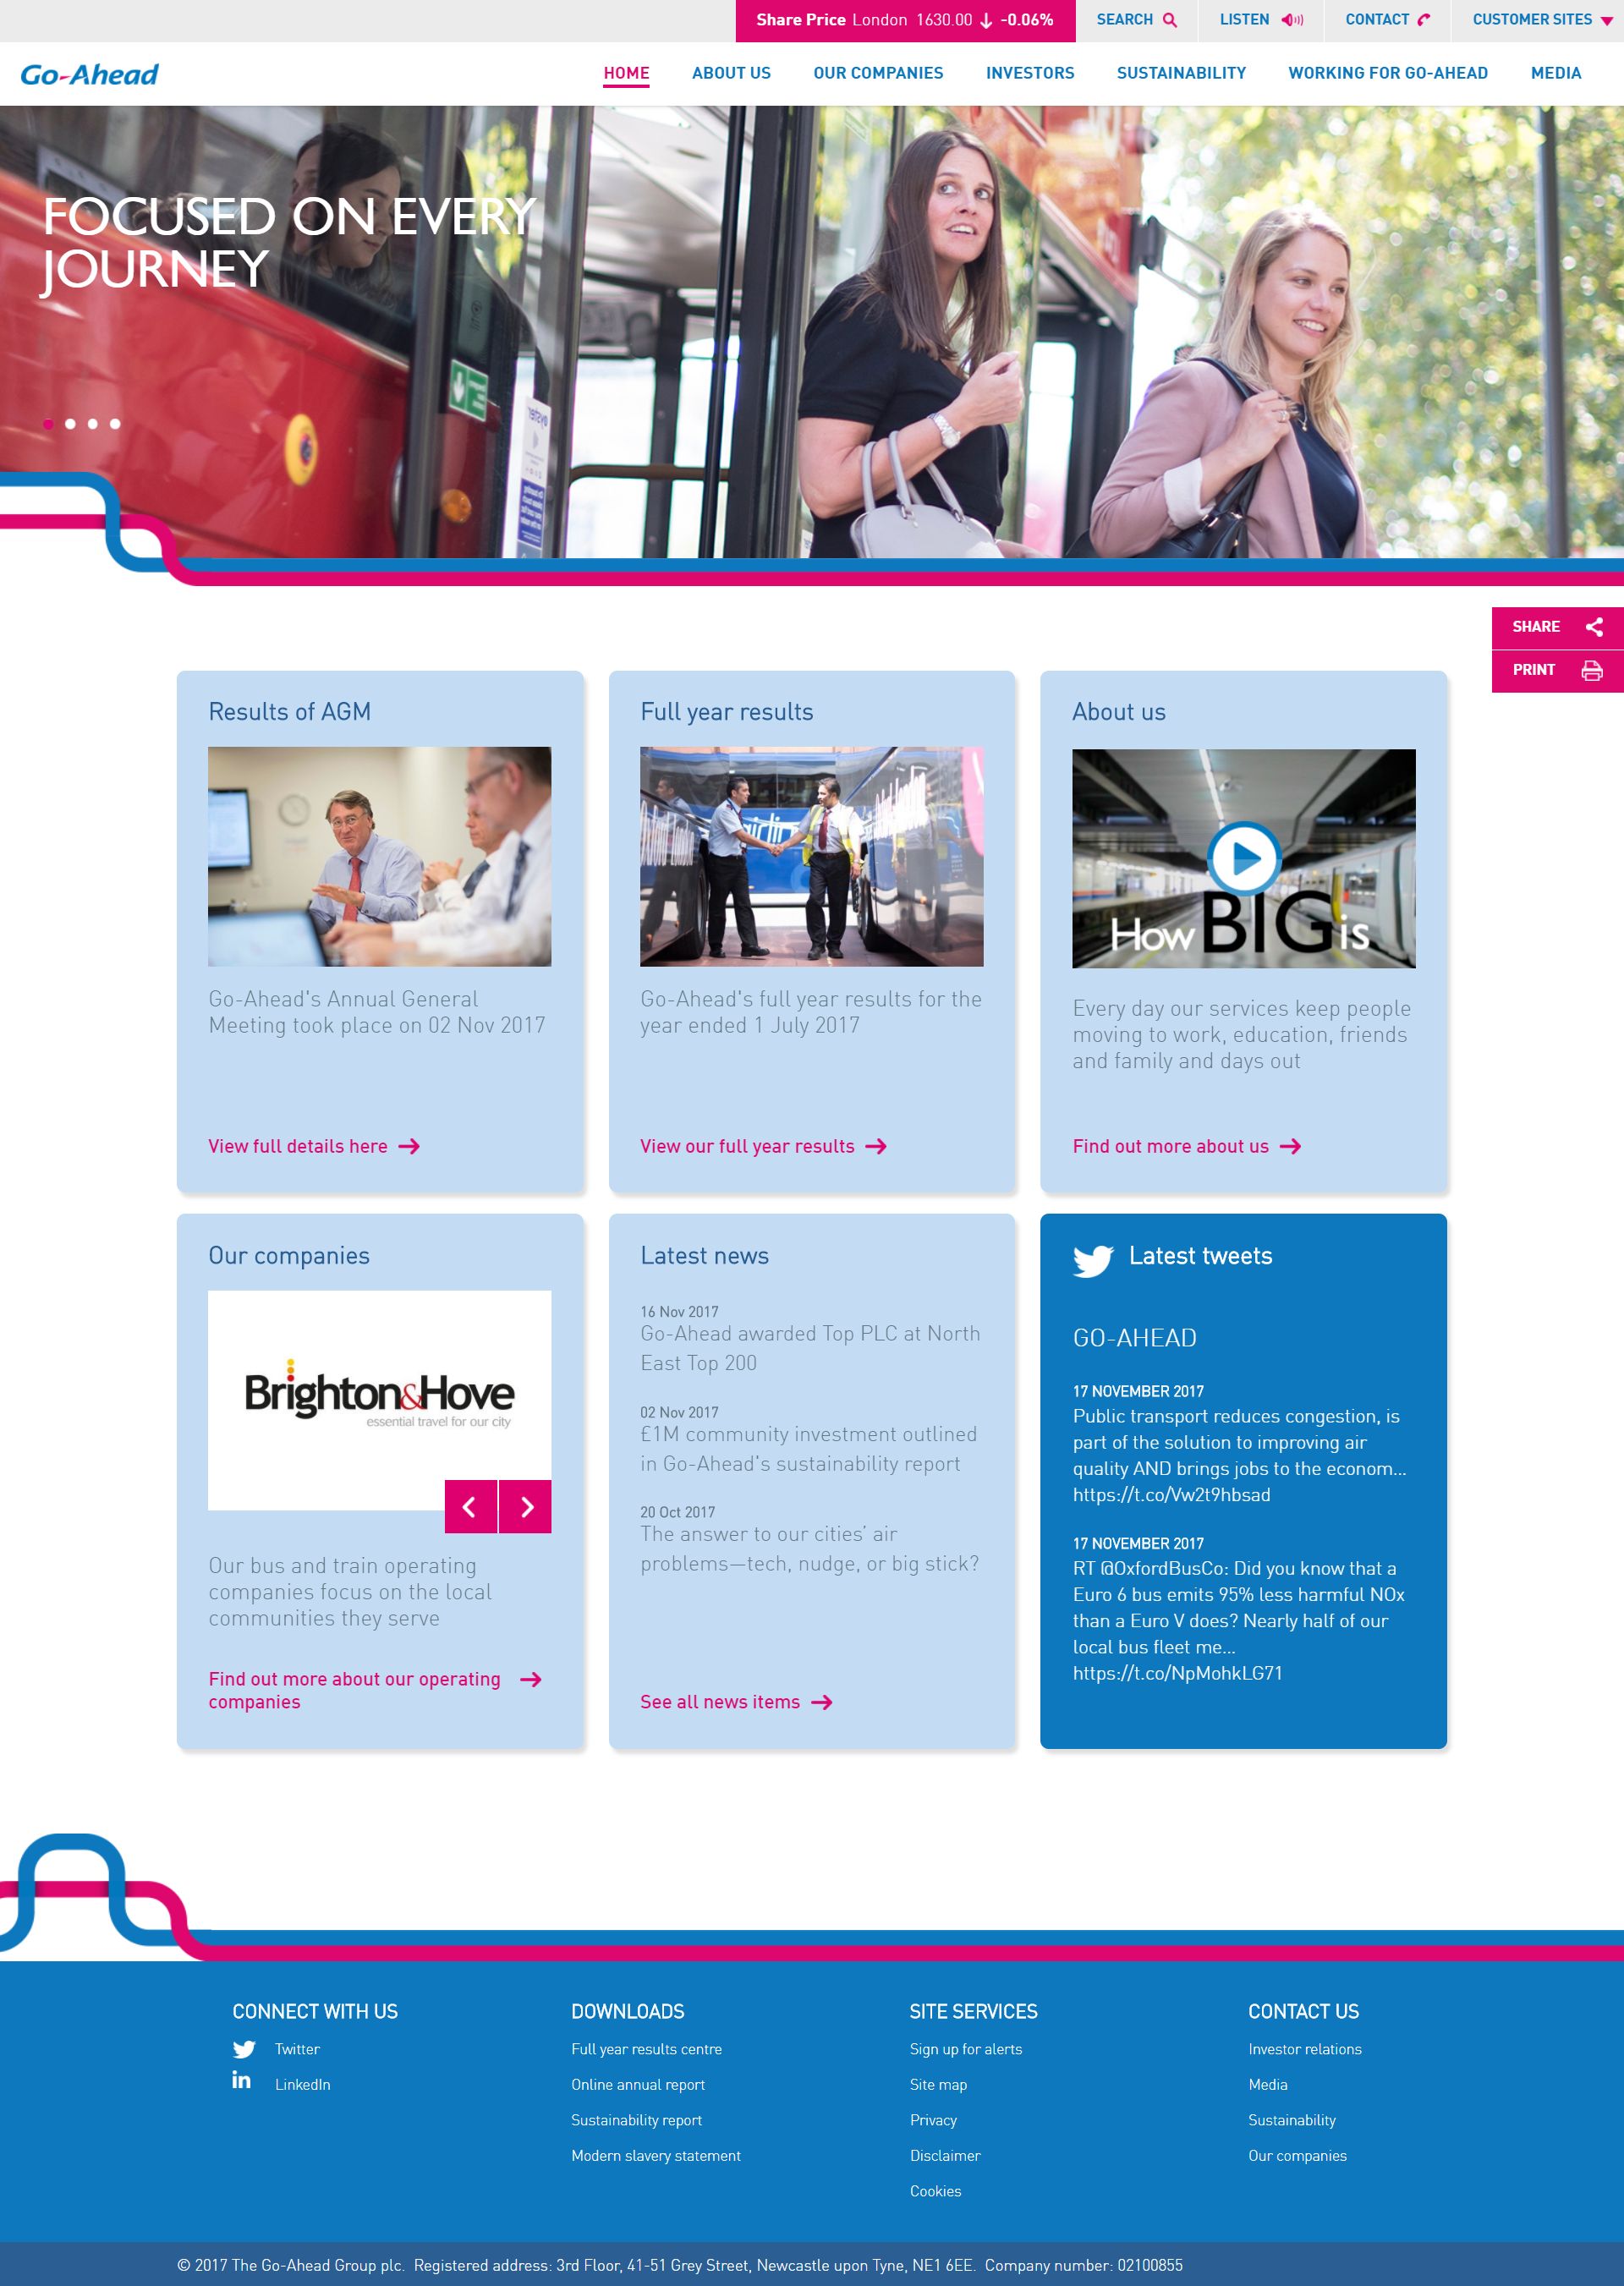 Share Price London 1630.00 -0.06%
SEARCH
LISTEN
CONTACT
CUSTOMER SITES
Go-Ahead
HOME
ABOUT US
OUR COMPANIES
INVESTORS
SUSTAINABILITY
WORKING FOR GO-AHEAD
MEDIA
FOCUSED ON EVERY
JOURNEY
SHARE
PRINT
Results of AGM
Go-Ahead's Annual General
Meeting took place on 02 Nov 2017
View full details here
Full year results
Go-Ahead's full year results for the
year ended 1 July 2017
View our full year results
About us
How BIG is
Every day our services keep people
moving to work, education, friends
and family and days out
Find out more about us
Our companies
Brighton&Hove
essential travel for our city
Our bus and train operating
companies focus on the local
communities they serve
Find out more about our operating
companies
Latest news
16 Nov 2017
Go-Ahead awarded Top PLC at North
East Top 200
02 Nov 2017
£1M community investment outlined
in Go-Ahead's sustainability report
20 Oct 2017
The answer to our cities’ air
problems—tech, nudge, or big stick?
See all news items
Latest tweets
GO-AHEAD
17 NOVEMBER 2017
Public transport reduces congestion, is
part of the solution to improving air
quality AND brings jobs to the econom...
https://t.co/Vw2t9hbsad
17 NOVEMBER 2017
RT @OxfordBusCo: Did you know that a
Euro 6 bus emits 95% less harmful NOx
than a Euro V does? Nearly half of our
local bus fleet me...
https://t.co/NpMohkLG71
CONNECT WITH US
Twitter
LinkedIn
DOWNLOADS
Full year results centre
Online annual report
Sustainability report
Modern slavery statement
SITE SERVICES
Sign up for alerts
Site map
Privacy
Disclaimer
Cookies
CONTACT US
Investor relations
Media
Sustainability
Our companies
© 2017 The Go-Ahead Group plc. Registered address: 3rd Floor, 41-51 Grey Street, Newcastle upon Tyne, NE1 6EE. Company number: 02100855